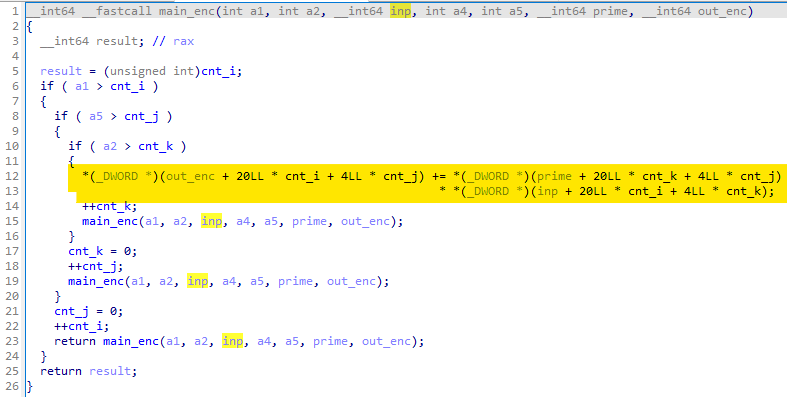 1 __int64 __fastcall main_enc(int a1, int a2, __int64 inp, int a4, int a5, __int64 prime, __int64 out_enc)
2 {
3   __int64 result; // rax
4
5   result = (unsigned int)cnt_i;
6   if ( a1 > cnt_i )
7   {
8     if ( a5 > cnt_j )
9     {
10       if ( a2 > cnt_k )
11       {
12         *(_DWORD *)(out_enc + 20LL * cnt_i + 4LL * cnt_j) += *(_DWORD *)(prime + 20LL * cnt_k + 4LL * cnt_j)
13                                                            * *(_DWORD *)(inp + 20LL * cnt_i + 4LL * cnt_k);
14         ++cnt_k;
15         main_enc(a1, a2, inp, a4, a5, prime, out_enc);
16       }
17       cnt_k = 0;
18       ++cnt_j;
19       main_enc(a1, a2, inp, a4, a5, prime, out_enc);
20     }
21     cnt_j = 0;
22     ++cnt_i;
23     return main_enc(a1, a2, inp, a4, a5, prime, out_enc);
24   }
25   return result;
26 }